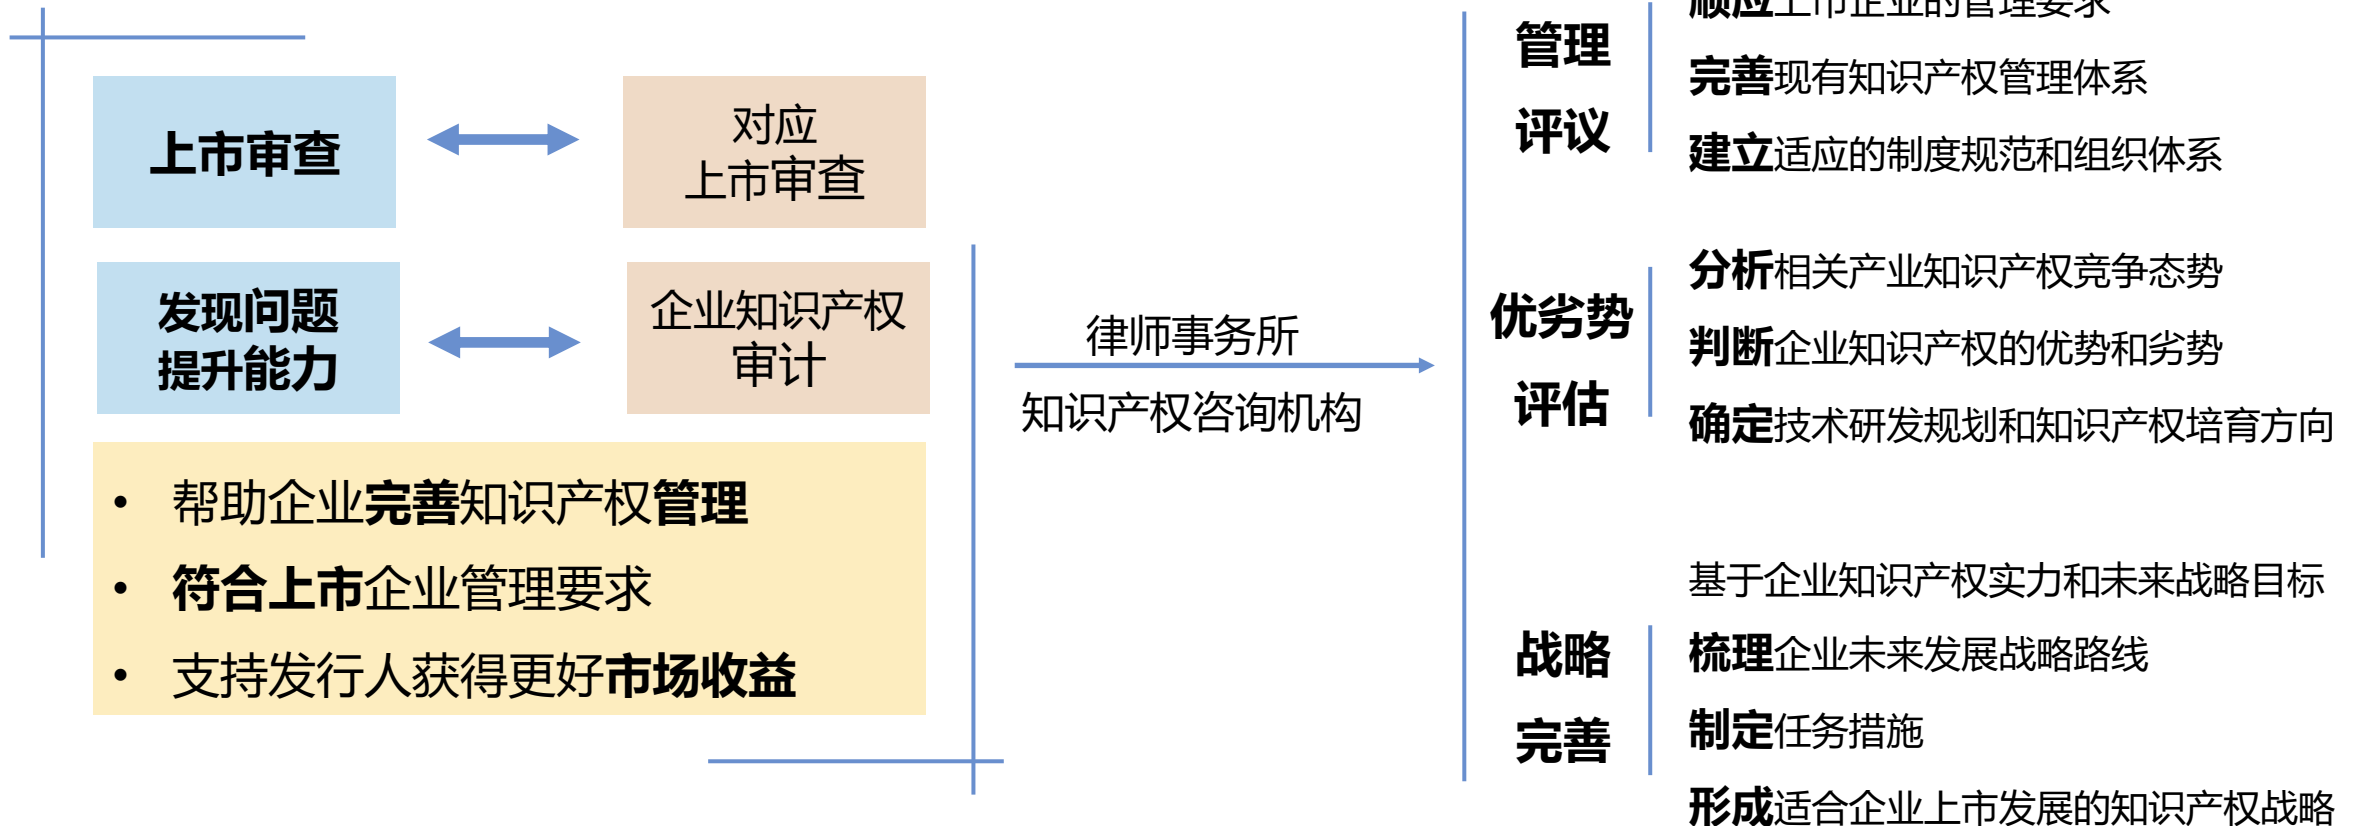 上市审查
对应
上市审查
发现问题
提升能力
企业知识产权
审计
• 帮助企业完善知识产权管理
• 符合上市企业管理要求
• 支持发行人获得更好市场收益
律师事务所
知识产权咨询机构
管理
评议
顺应上市企业的管理要求
完善现有知识产权管理体系
建立适应的制度规范和组织体系
优劣势
评估
分析相关产业知识产权竞争态势
判断企业知识产权的优势和劣势
确定技术研发规划和知识产权培育方向
战略
完善
基于企业知识产权实力和未来战略目标
梳理企业未来发展战略路线
制定任务措施
形成适合企业上市发展的知识产权战略